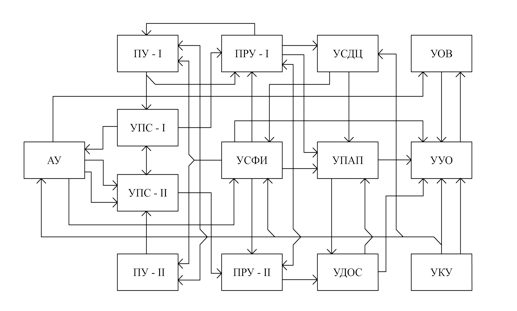 ПУ - I
ПРУ - I
УСДЦ
УОВ
УПС - I
АУ
УСФИ
УПАП
УУО
УПС - II
ПУ - II
ПРУ - II
УДОС
УКУ